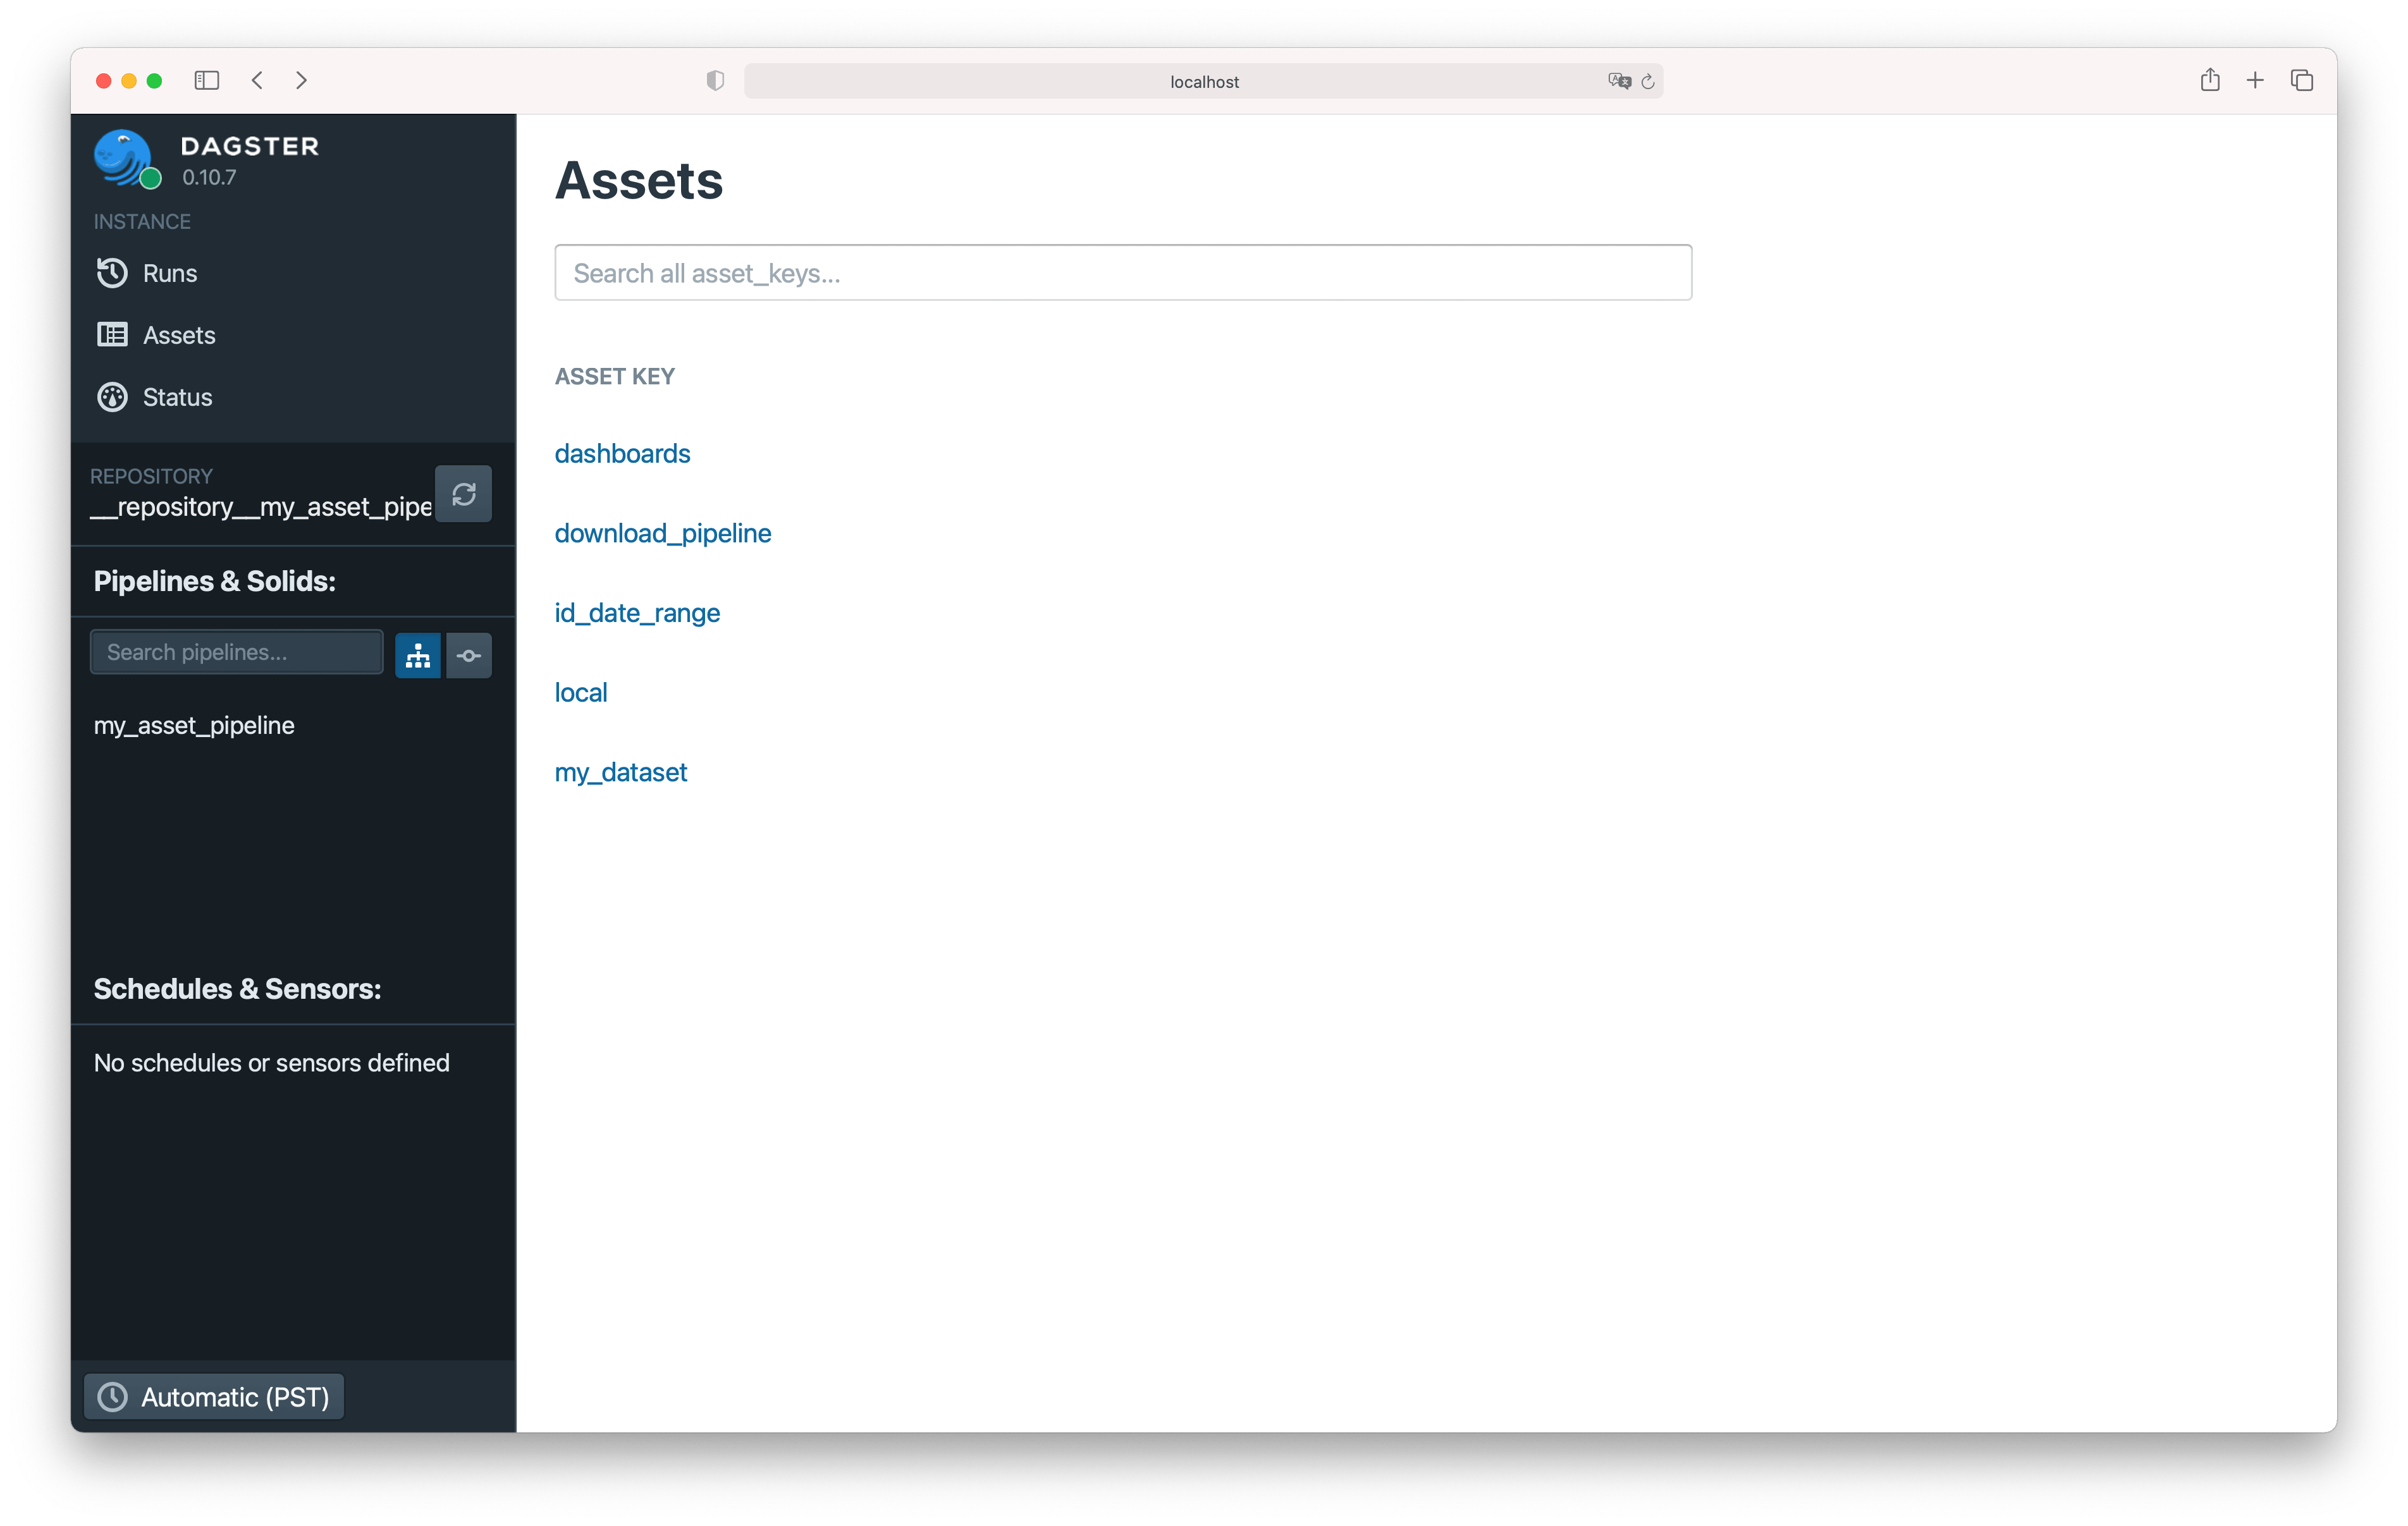 localhost
DAGSTER
0.10.7
INSTANCE
Runs
Assets
Status
REPOSITORY
__repository__my_asset_pipe
Pipelines & Solids:
Search pipelines...
my_asset_pipeline
Schedules & Sensors:
No schedules or sensors defined
Automatic (PST)
Assets
Search all asset_keys...
ASSET KEY
dashboards
download_pipeline
id_date_range
local
my_dataset